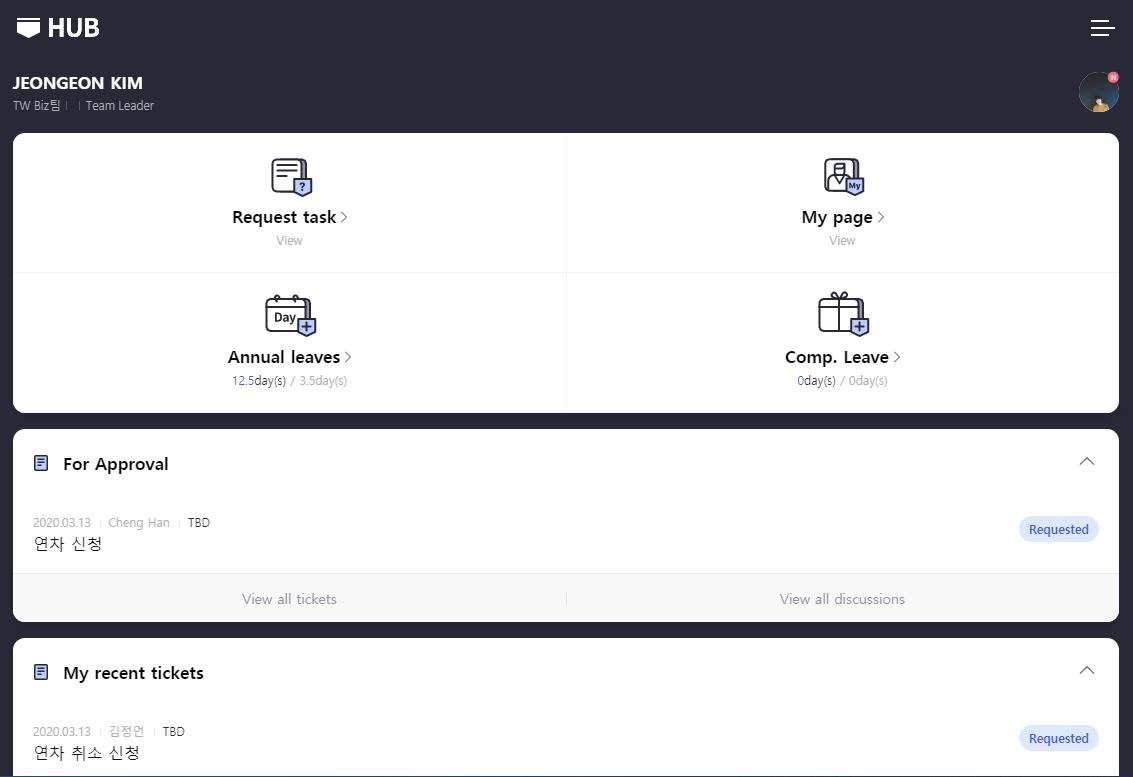 HUB
JEONGEON KIM
N
TW Biz팀 | | Team Leader
Request task >
?
View
My page >
My
View
Day
Annual leaves >
12.5day(s) / 3.5day(s)
Comp. Leave >
0day(s) / 0day(s)
For Approval
2020.03.13 | Cheng Han | TBD
연차 신청
Requested
View all tickets | View all discussions
My recent tickets
2020.03.13 | 김정언 | TBD
연차 취소 신청
Requested